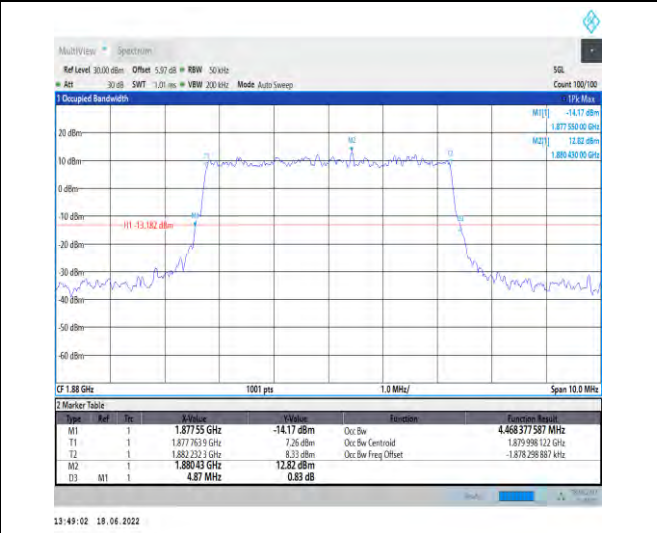 MultiView Spectrum
Ref Level 30.00 dBm Offset 5.97 dB RBW 50 kHz SGL
Att 30 dB SWT 1.01 ms VBW 200 kHz Mode Auto Sweep Count 100/100
1 Occupied Bandwidth 1Pk Max
M1[1] -14.17 dBm
1.877 550 00 GHz
M2[1] 12.82 dBm
1.880 430 00 GHz
20 dBm
M2
T1
T2
10 dBm
0 dBm
-10 dBm
H1 -13.182 dBm
-20 dBm
-30 dBm
-40 dBm
-50 dBm
-60 dBm
CF 1.88 GHz 1001 pts 1.0 MHz/ Span 10.0 MHz
2 Marker Table
Type Ref Trc X-Value Y-Value Function Function Result
M1 1 1.87755 GHz -14.17 dBm Occ Bw 4.468 377 587 MHz
T1 1 1.877 763 9 GHz 7.26 dBm Occ Bw Centroid 1.879 998 122 GHz
T2 1 1.882 232 3 GHz 8.33 dBm Occ Bw Freq Offset -1.878 298 887 kHz
M2 1 1.88043 GHz 12.82 dBm
D3 M1 1 4.87 MHz 0.83 dB
13:49:02 18.06.2022